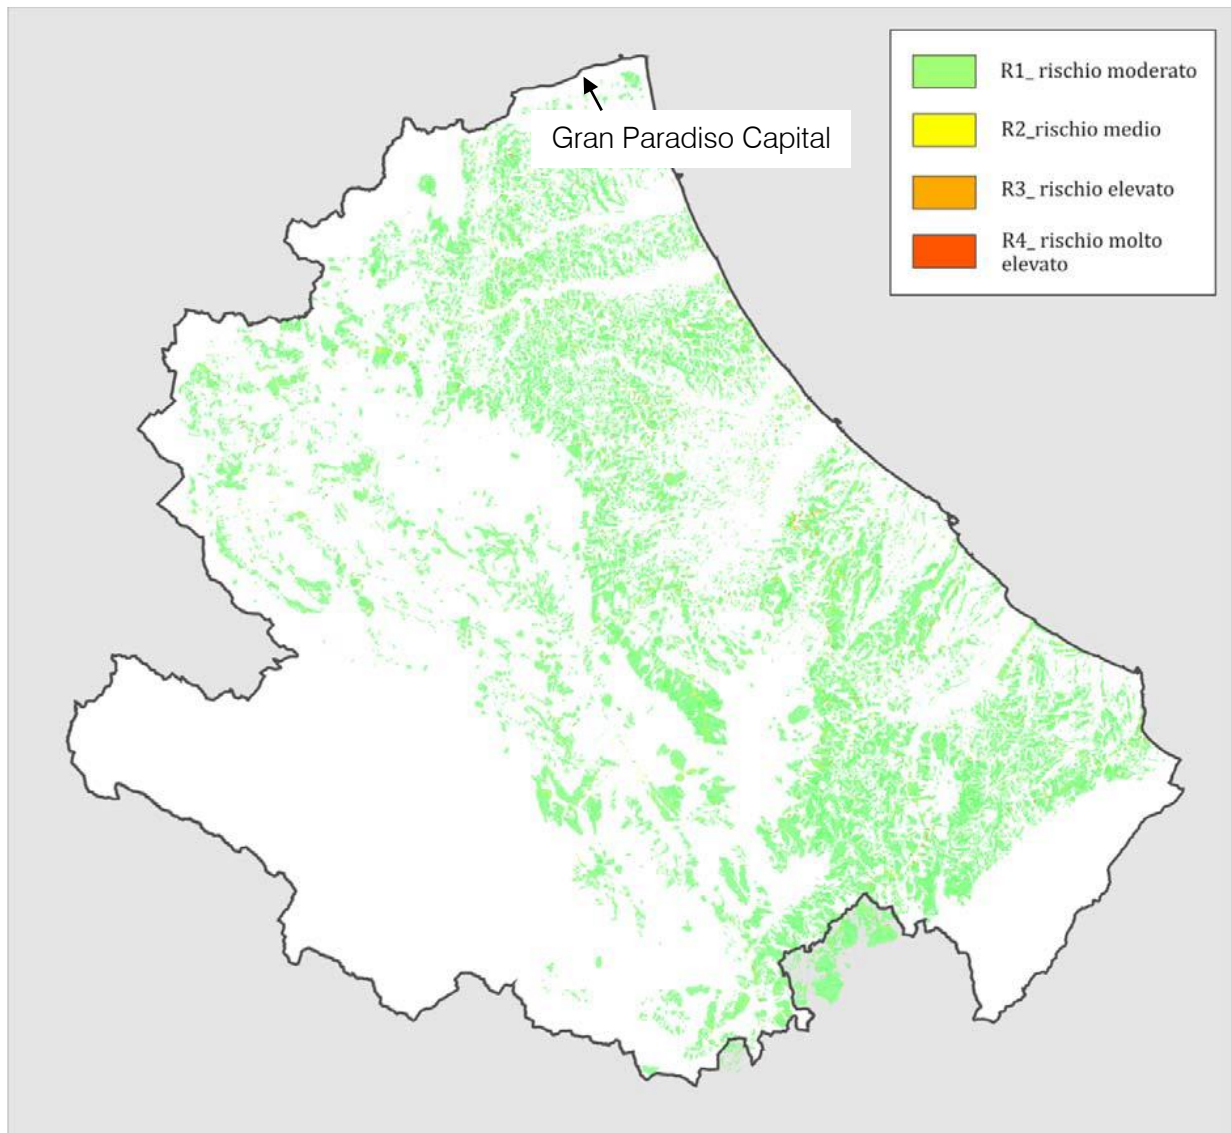 Gran Paradiso Capital
R1_ rischio moderato
R2_rischio medio
R3_ rischio elevato
R4_ rischio molto
elevato